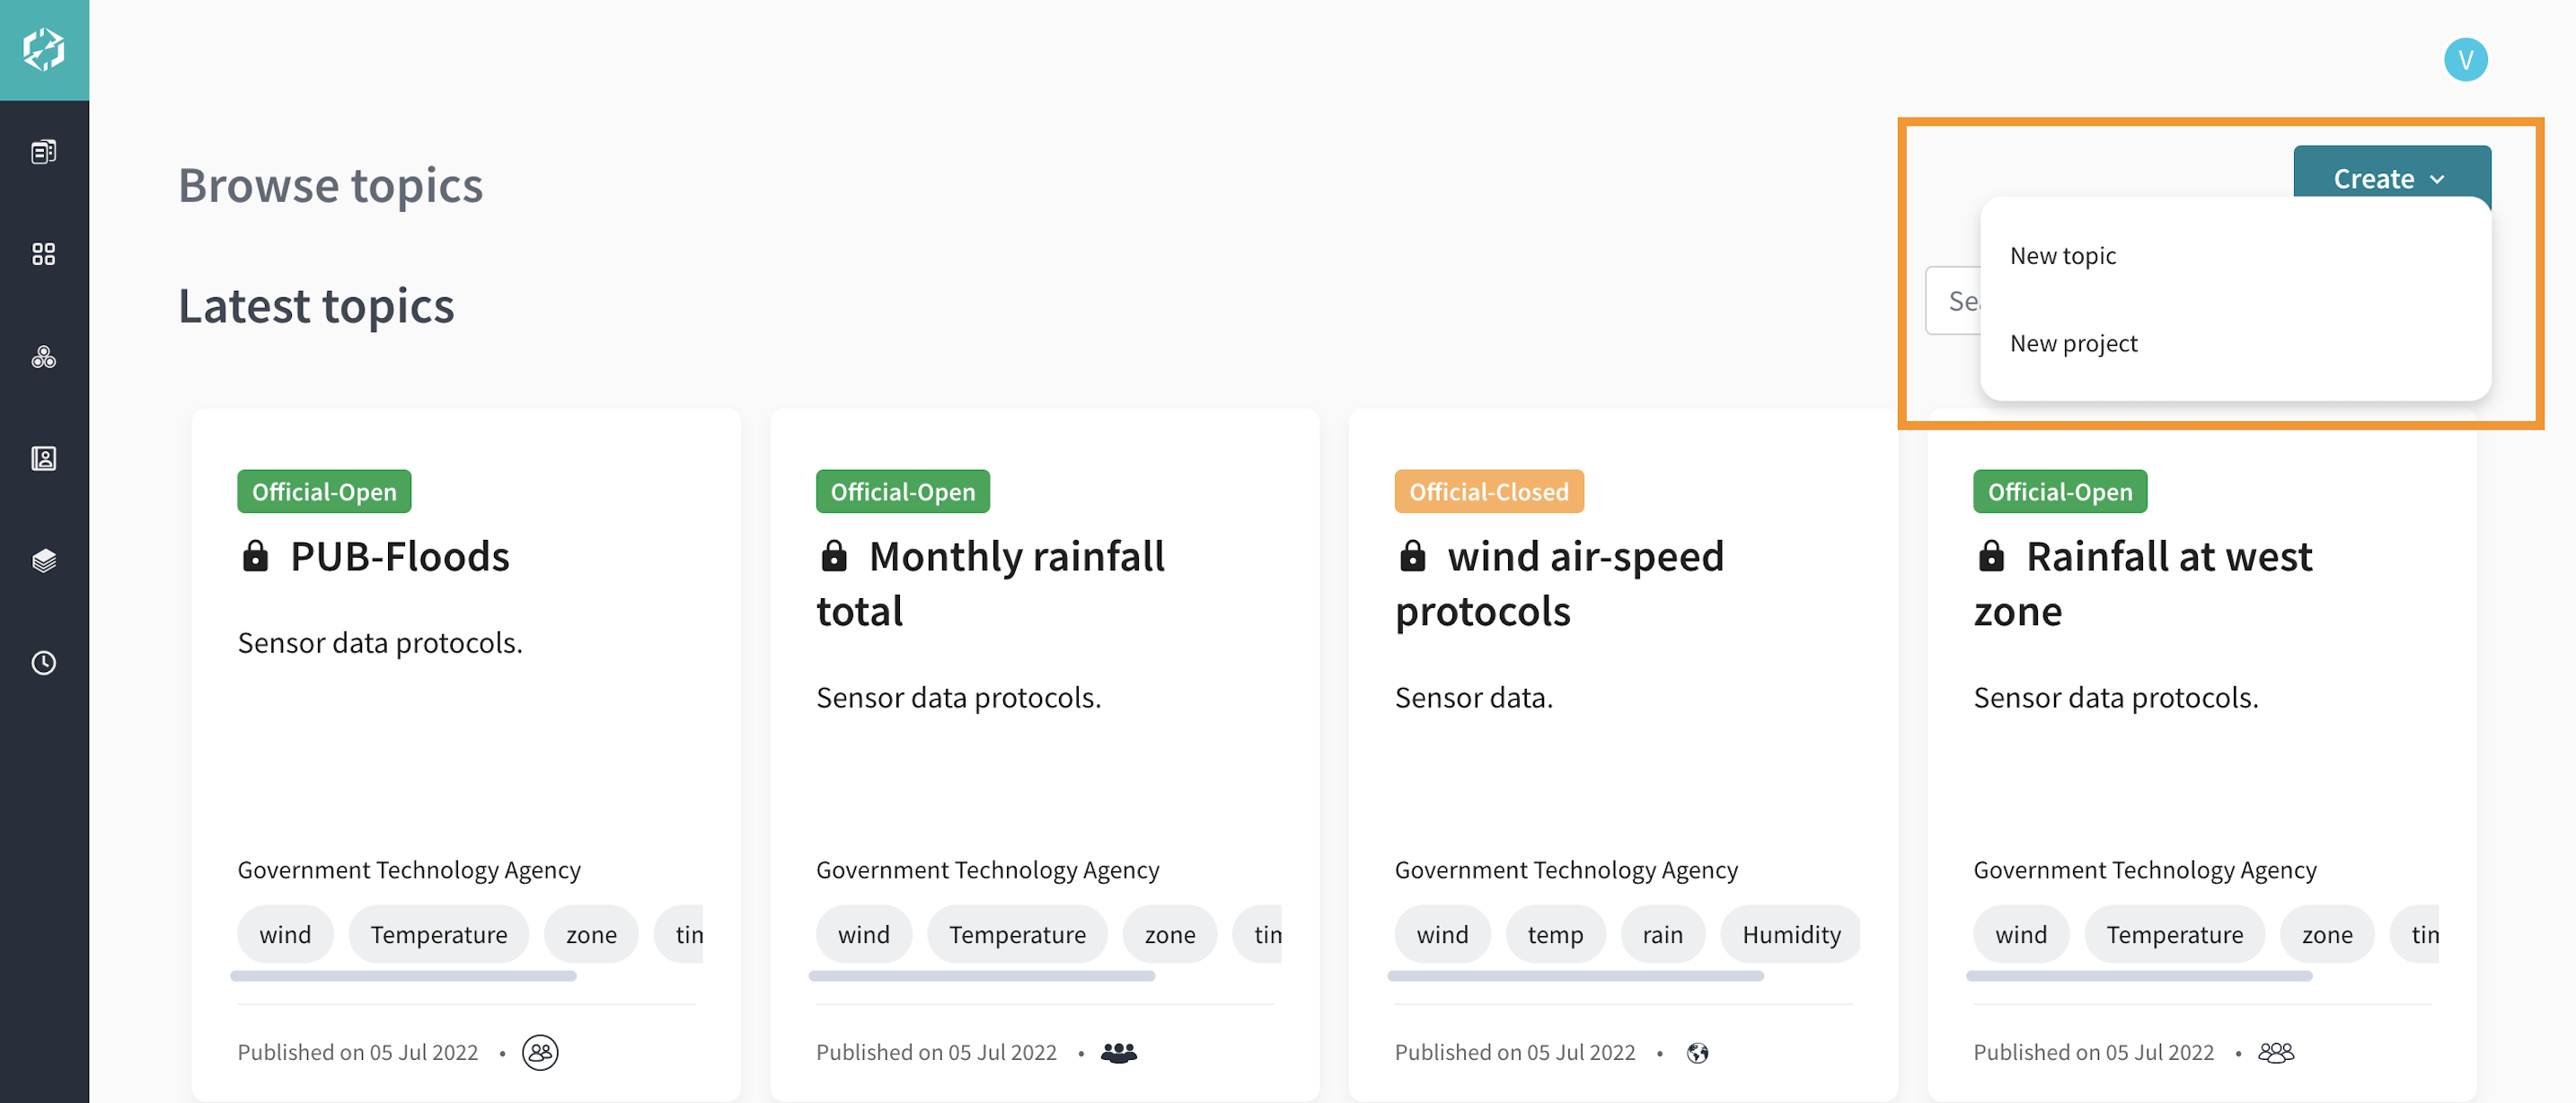 V
Browse topics
Create
New topic
New project
Latest topics
Official-Open
PUB-Floods
Sensor data protocols.
Government Technology Agency
wind Temperature zone
Published on 05 Jul 2022 •
Official-Open
Monthly rainfall
total
Sensor data protocols.
Government Technology Agency
wind Temperature zone
Published on 05 Jul 2022 •
Official-Closed
wind air-speed
protocols
Sensor data.
Government Technology Agency
wind temp rain Humidity
Published on 05 Jul 2022 •
Official-Open
Rainfall at west
zone
Sensor data protocols.
Government Technology Agency
wind Temperature zone
Published on 05 Jul 2022 •